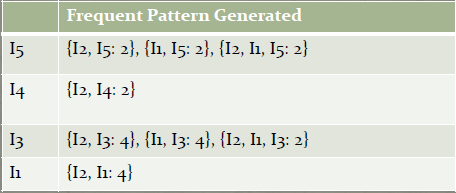 Frequent Pattern Generated
I5 {I2, I5: 2}, {I1, I5: 2}, {I2, I1, I5: 2}
I4 {I2, I4: 2}
I3 {I2, I3: 4}, {I1, I3: 4}, {I2, I1, I3: 2}
I1 {I2, I1: 4}